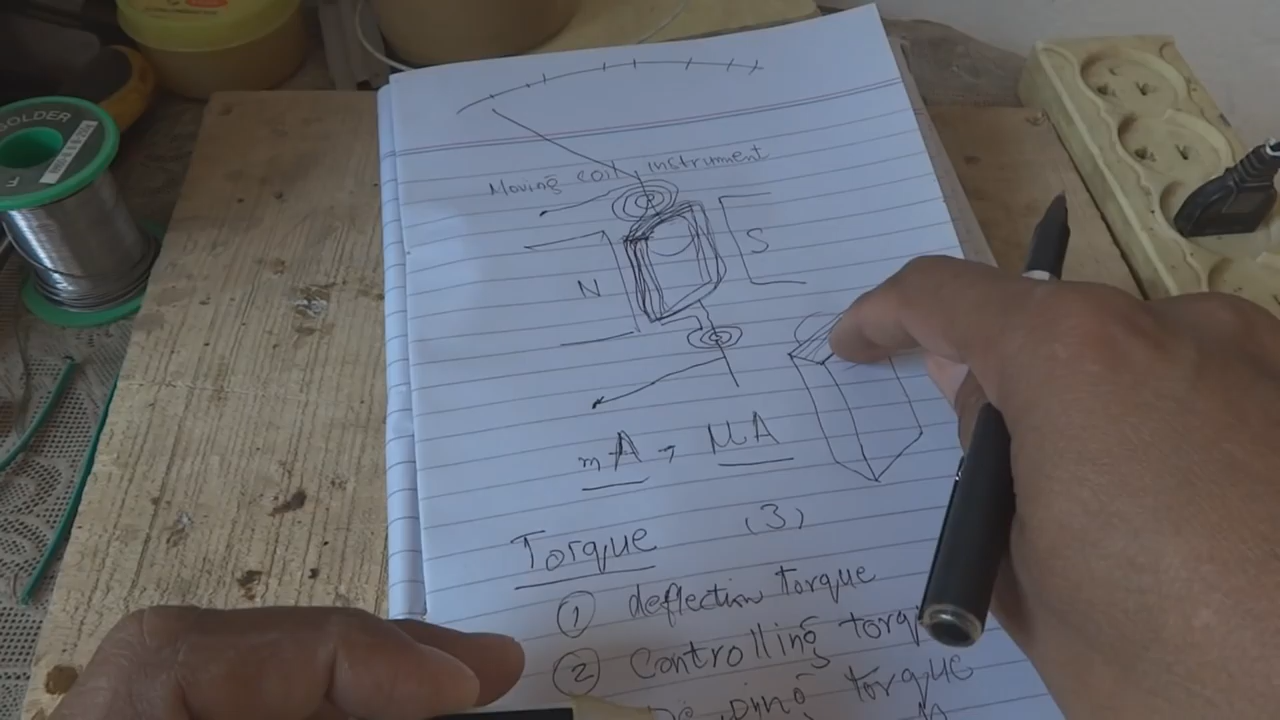 SOLDER
Moving coil instrument
N
S
mA, μA
Torque (3)
① deflection torque
② Controlling
torque